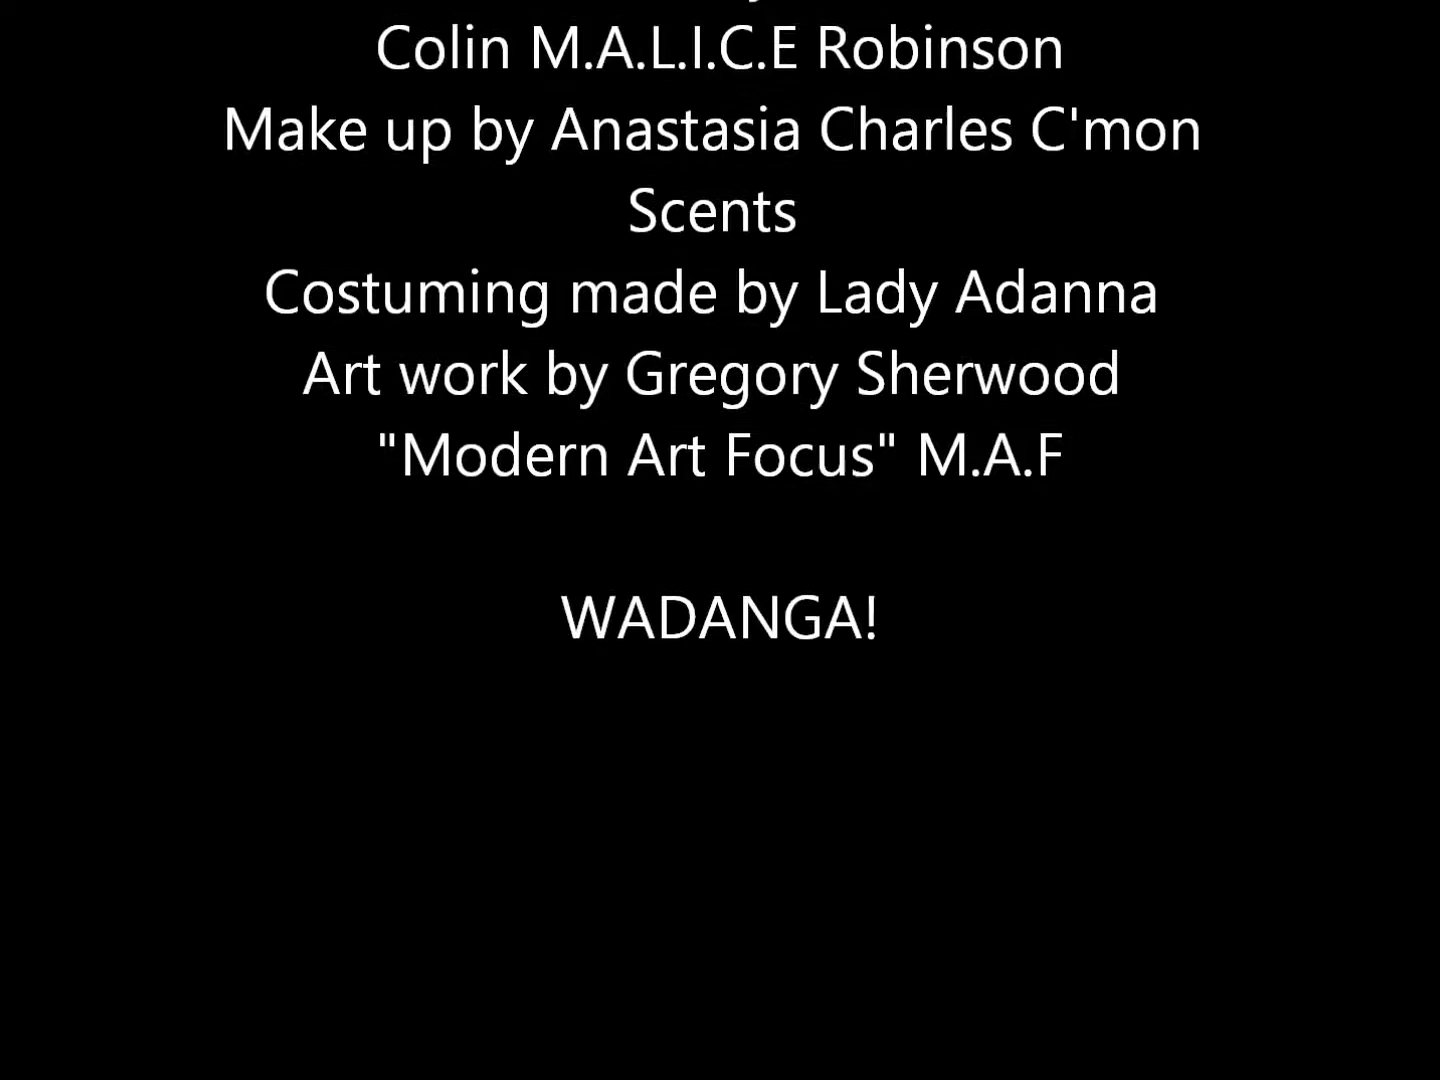 Colin M.A.L.I.C.E Robinson
Make up by Anastasia Charles C'mon
Scents
Costuming made by Lady Adanna
Art work by Gregory Sherwood
"Modern Art Focus" M.A.F
WADANGA!